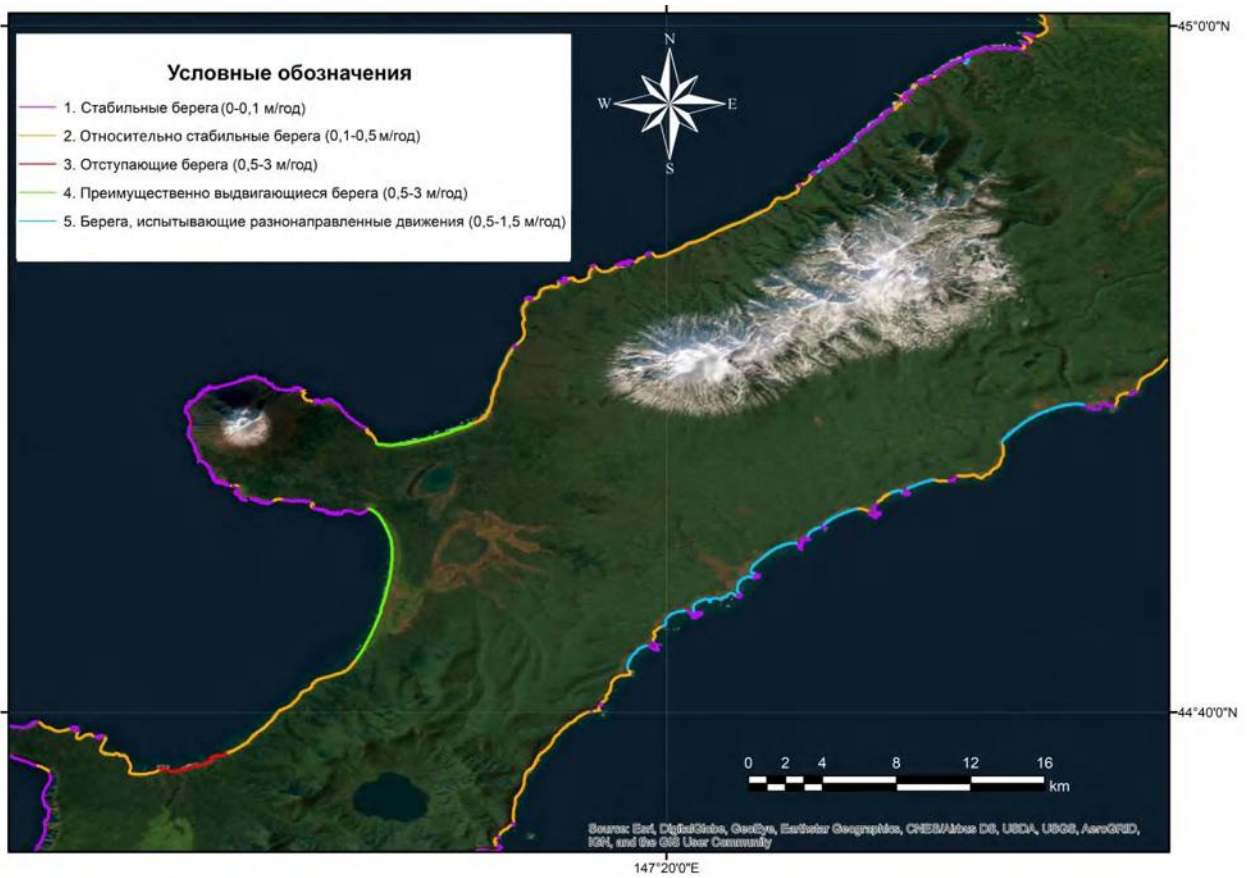 45°0'0"N
Условные обозначения
1. Стабильные берега (0-0,1 м/год)
2. Относительно стабильные берега (0,1-0,5 м/год)
3. Отступающие берега (0,5-3 м/год)
4. Преимущественно выдвигающиеся берега (0,5-3 м/год)
5. Берега, испытывающие разнонаправленные движения (0,5-1,5 м/год)
N
W E
S
44°40'0"N
0 2 4 8 12 16
km
Source: Esri, DigitalGlobe, GeoEye, Earthstar Geographics, CNES/Airbus DS, USDA, USGS, AeroGRID,
IGN, and the GIS User Community
147°20'0"E